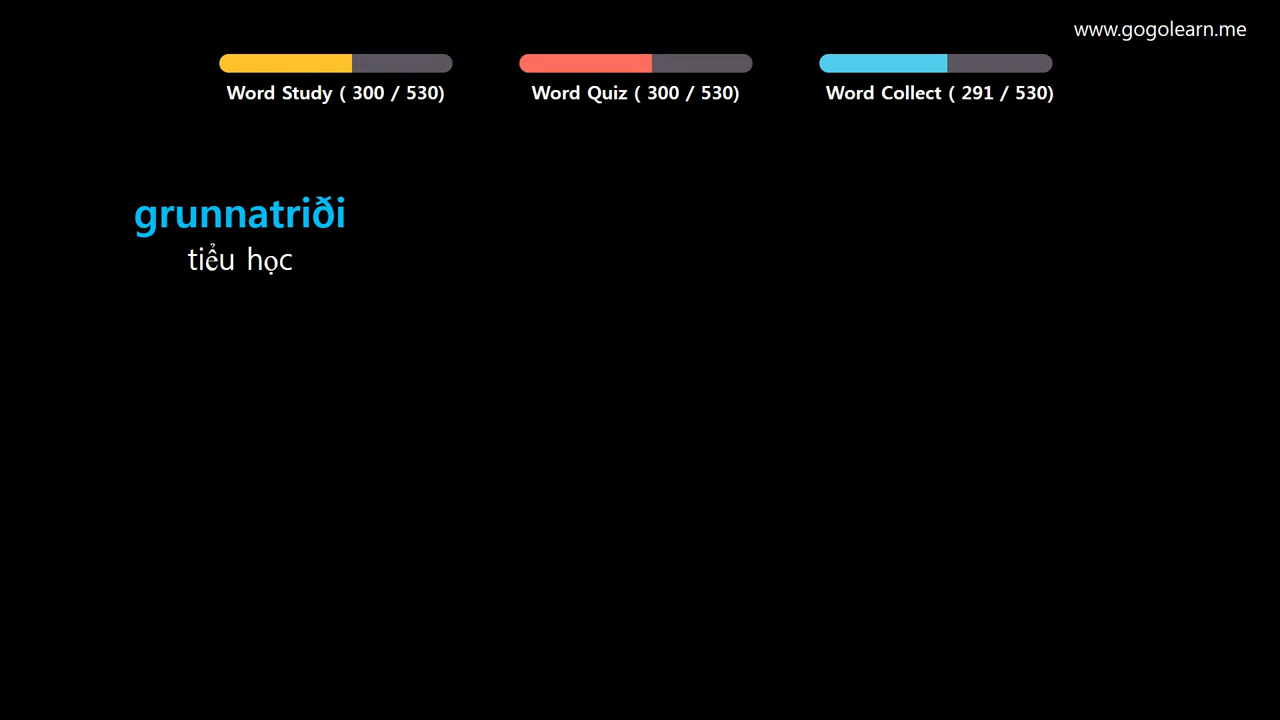 www.gogolearn.me
Word Study ( 300 / 530)
Word Quiz ( 300 / 530)
Word Collect ( 291 / 530)
grunnatriði
tiểu học